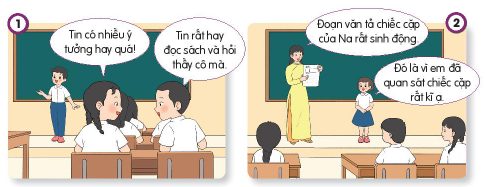 1
Tin có nhiều ý
tưởng hay quá!
Tin rất hay
đọc sách và hỏi
thầy cô mà.
2
Đoạn văn tả chiếc cặp
của Na rất sinh động.
Đó là vì em đã
quan sát chiếc cặp
rất kĩ ạ.